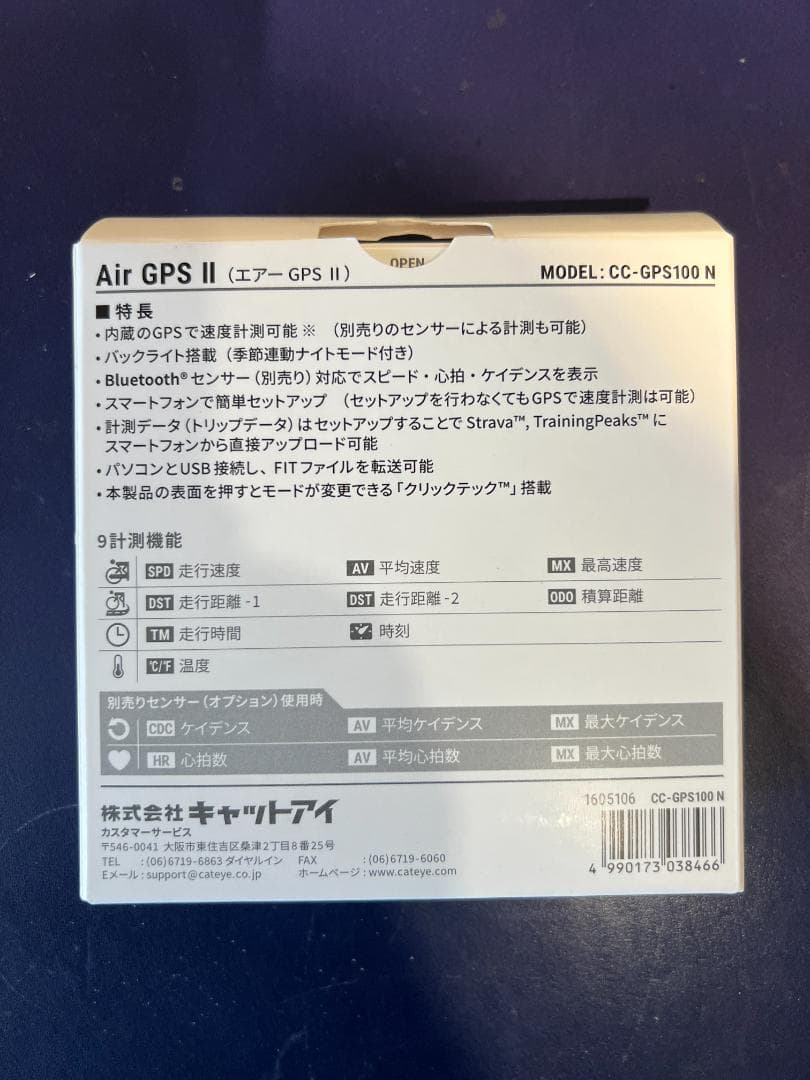 OPEN
Air GPS II（エアー GPS II）
MODEL: CC-GPS100 N
■ 特長
・内蔵のGPSで速度計測可能 ※ （別売りのセンサーによる計測も可能）
・バックライト搭載（季節連動ナイトモード付き）
・Bluetooth®センサー（別売り）対応でスピード・心拍・ケイデンスを表示
・スマートフォンで簡単セットアップ （セットアップを行わなくてもGPSで速度計測は可能）
・計測データ（トリップデータ）はセットアップすることで Strava™, TrainingPeaks™ に
スマートフォンから直接アップロード可能
・パソコンとUSB接続し、FITファイルを転送可能
・本製品の表面を押すとモードが変更できる「クリックテック™」搭載
9計測機能
SPD 走行速度 AV 平均速度 MX 最高速度
DST 走行距離 -1 DST 走行距離 -2 ODO 積算距離
TM 走行時間 時刻
℃/℉ 温度
別売りセンサー（オプション）使用時
CDC ケイデンス AV 平均ケイデンス MX 最大ケイデンス
HR 心拍数 AV 平均心拍数 MX 最大心拍数
株式会社 キャットアイ
カスタマーサービス
〒546-0041 大阪市東住吉区桑津2丁目8番25号
TEL :(06)6719-6863 ダイヤルイン FAX :(06)6719-6060
Eメール : support@cateye.co.jp ホームページ : www.cateye.com
1605106 CC-GPS100 N
4 990173 038466